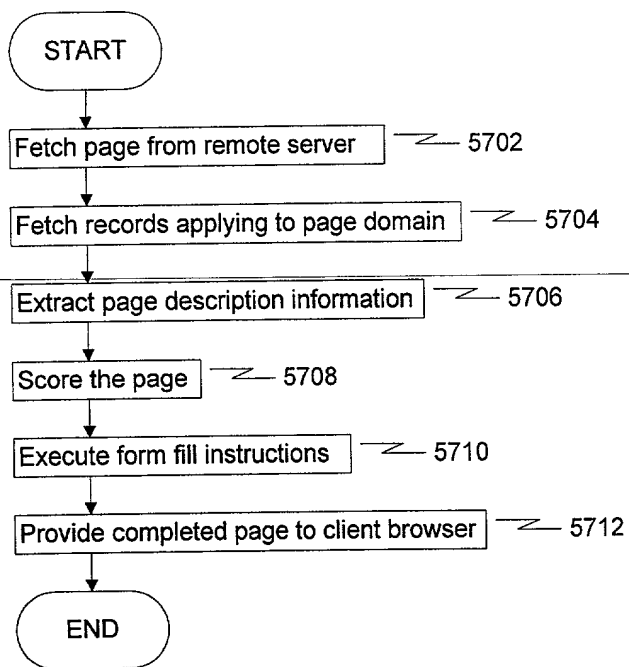 START
Fetch page from remote server 5702
Fetch records applying to page domain 5704
Extract page description information 5706
Score the page 5708
Execute form fill instructions 5710
Provide completed page to client browser 5712
END